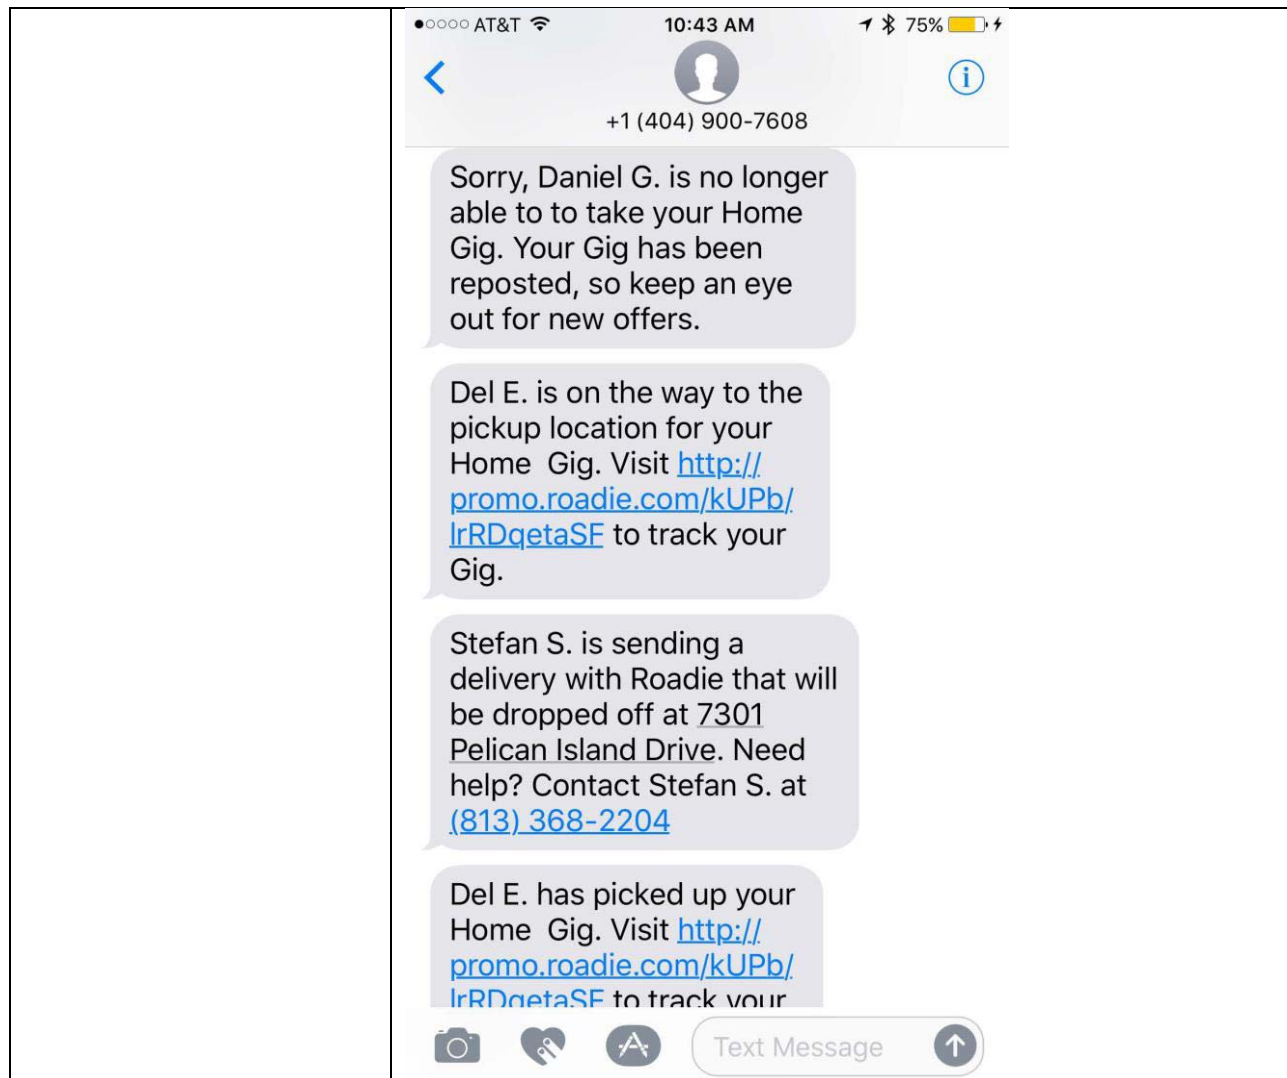 AT&T 10:43 AM 75%
+1 (404) 900-7608
Sorry, Daniel G. is no longer
able to to take your Home
Gig. Your Gig has been
reposted, so keep an eye
out for new offers.
Del E. is on the way to the
pickup location for your
Home  Gig. Visit http://
promo.roadie.com/kUPb/
lrRDqetaSF to track your
Gig.
Stefan S. is sending a
delivery with Roadie that will
be dropped off at 7301
Pelican Island Drive. Need
help? Contact Stefan S. at
(813) 368-2204
Del E. has picked up your
Home  Gig. Visit http://
promo.roadie.com/kUPb/
lrRDqetaSF to track your
Text Message